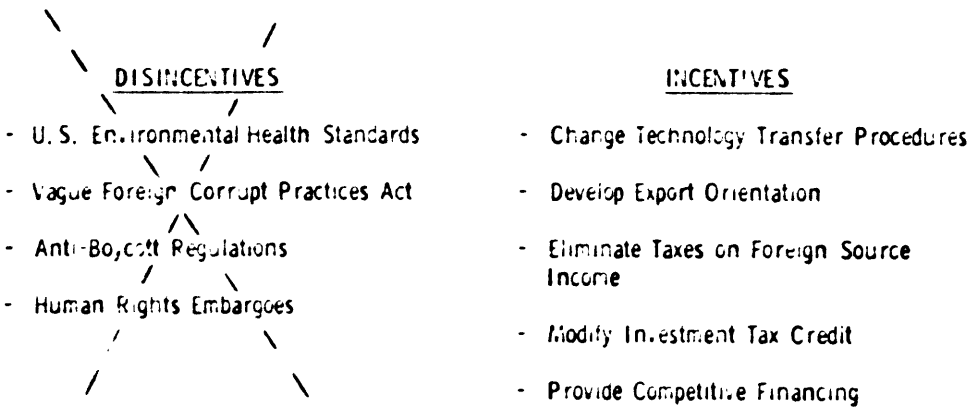 DISINCENTIVES
- U.S. Environmental Health Standards
- Vague Foreign Corrupt Practices Act
- Anti-Boycott Regulations
- Human Rights Embargoes
INCENTIVES
- Change Technology Transfer Procedures
- Develop Export Orientation
- Eliminate Taxes on Foreign Source
Income
- Modify Investment Tax Credit
- Provide Competitive Financing